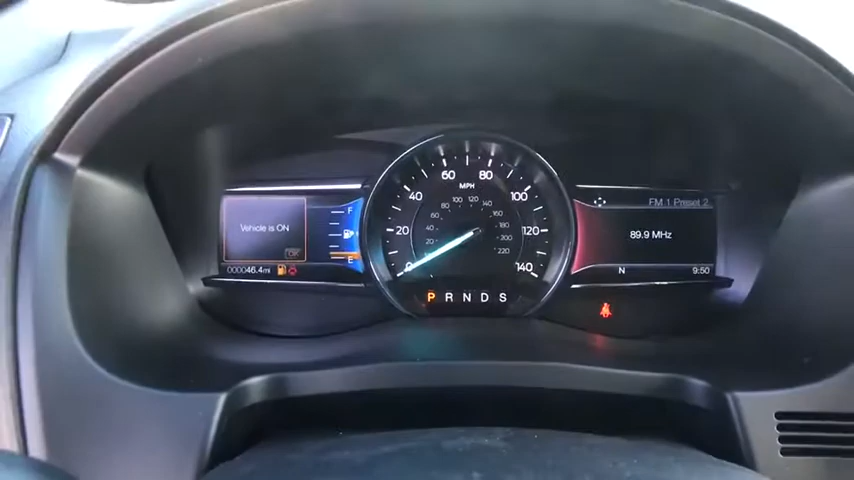 Vehicle is ON
OK
000046.4mi
F
E
MPH
0 20 40 60 80 100 120 140
20 40 60 80 100 120 140 160 180 200 220
P R N D S
FM 1 Preset 2
89.9 MHz
N
9:50